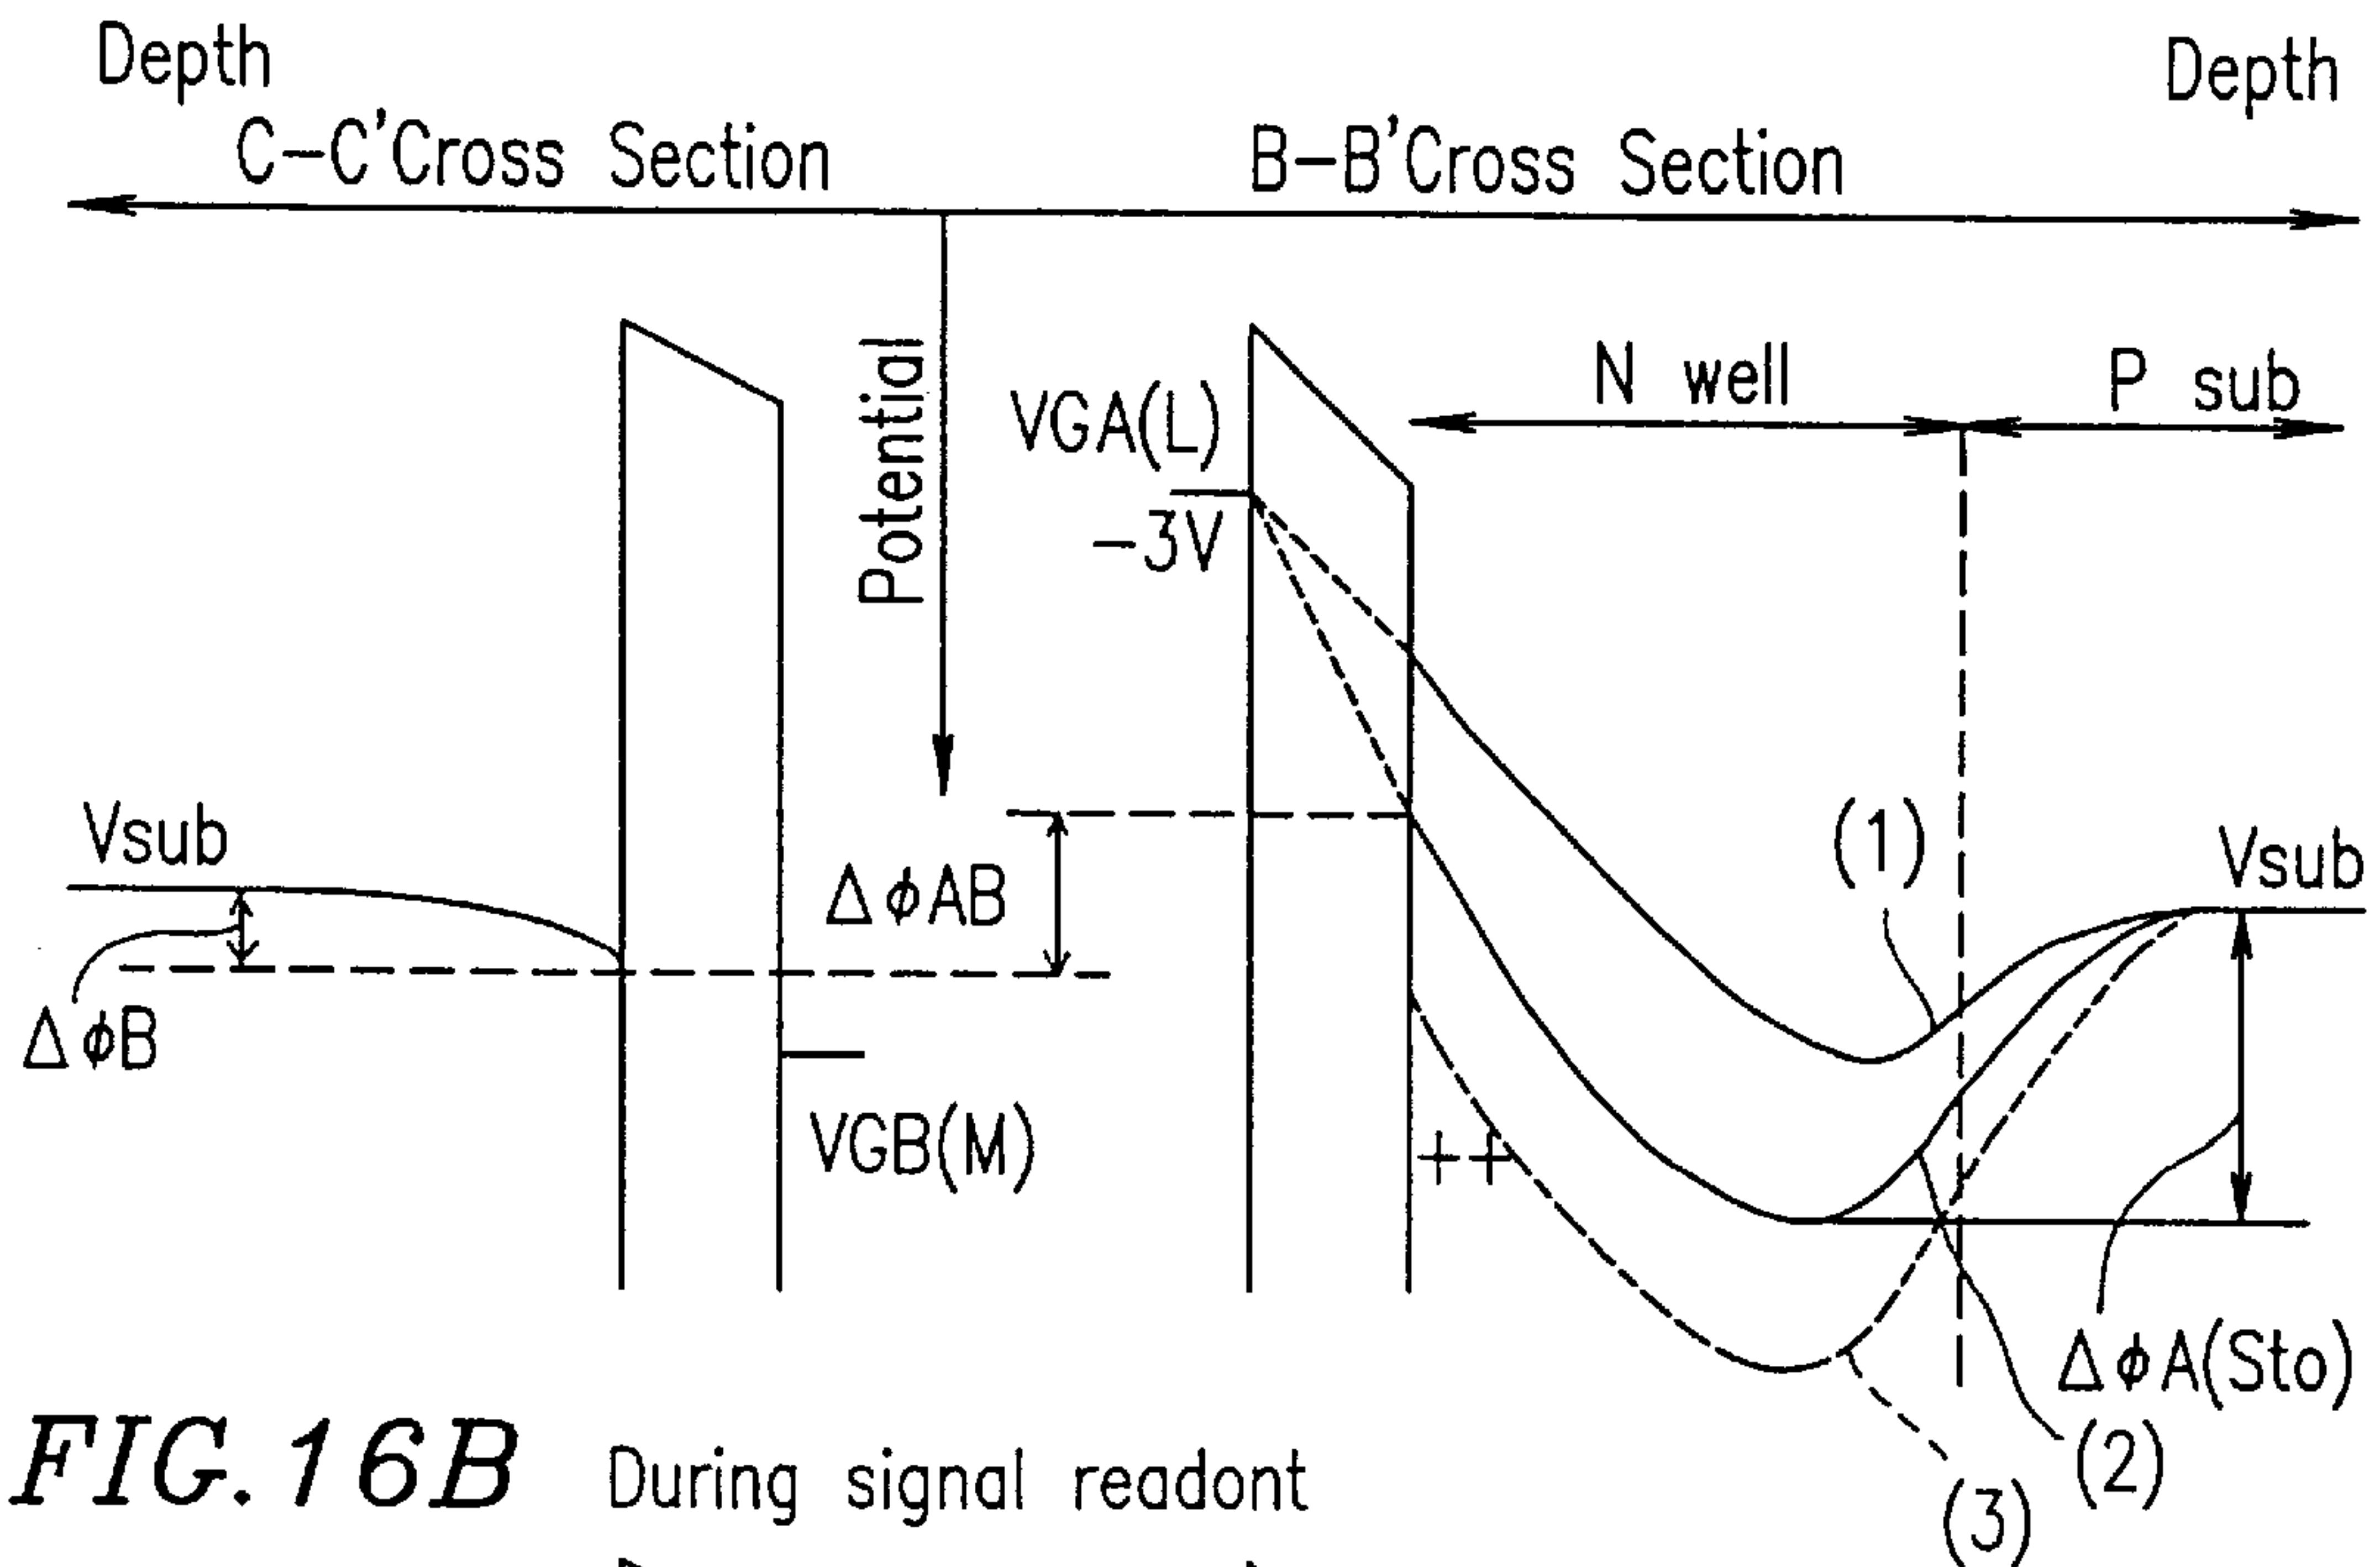 Depth
Depth
C-C'Cross Section
B-B'Cross Section
Potential
N well
P sub
VGA(L)
-3V
(1)
Vsub
Vsub
ΔϕAB
ΔϕB
VGB(M)
++
ΔϕA(Sto)
(2)
(3)
FIG.16B
During signal readont